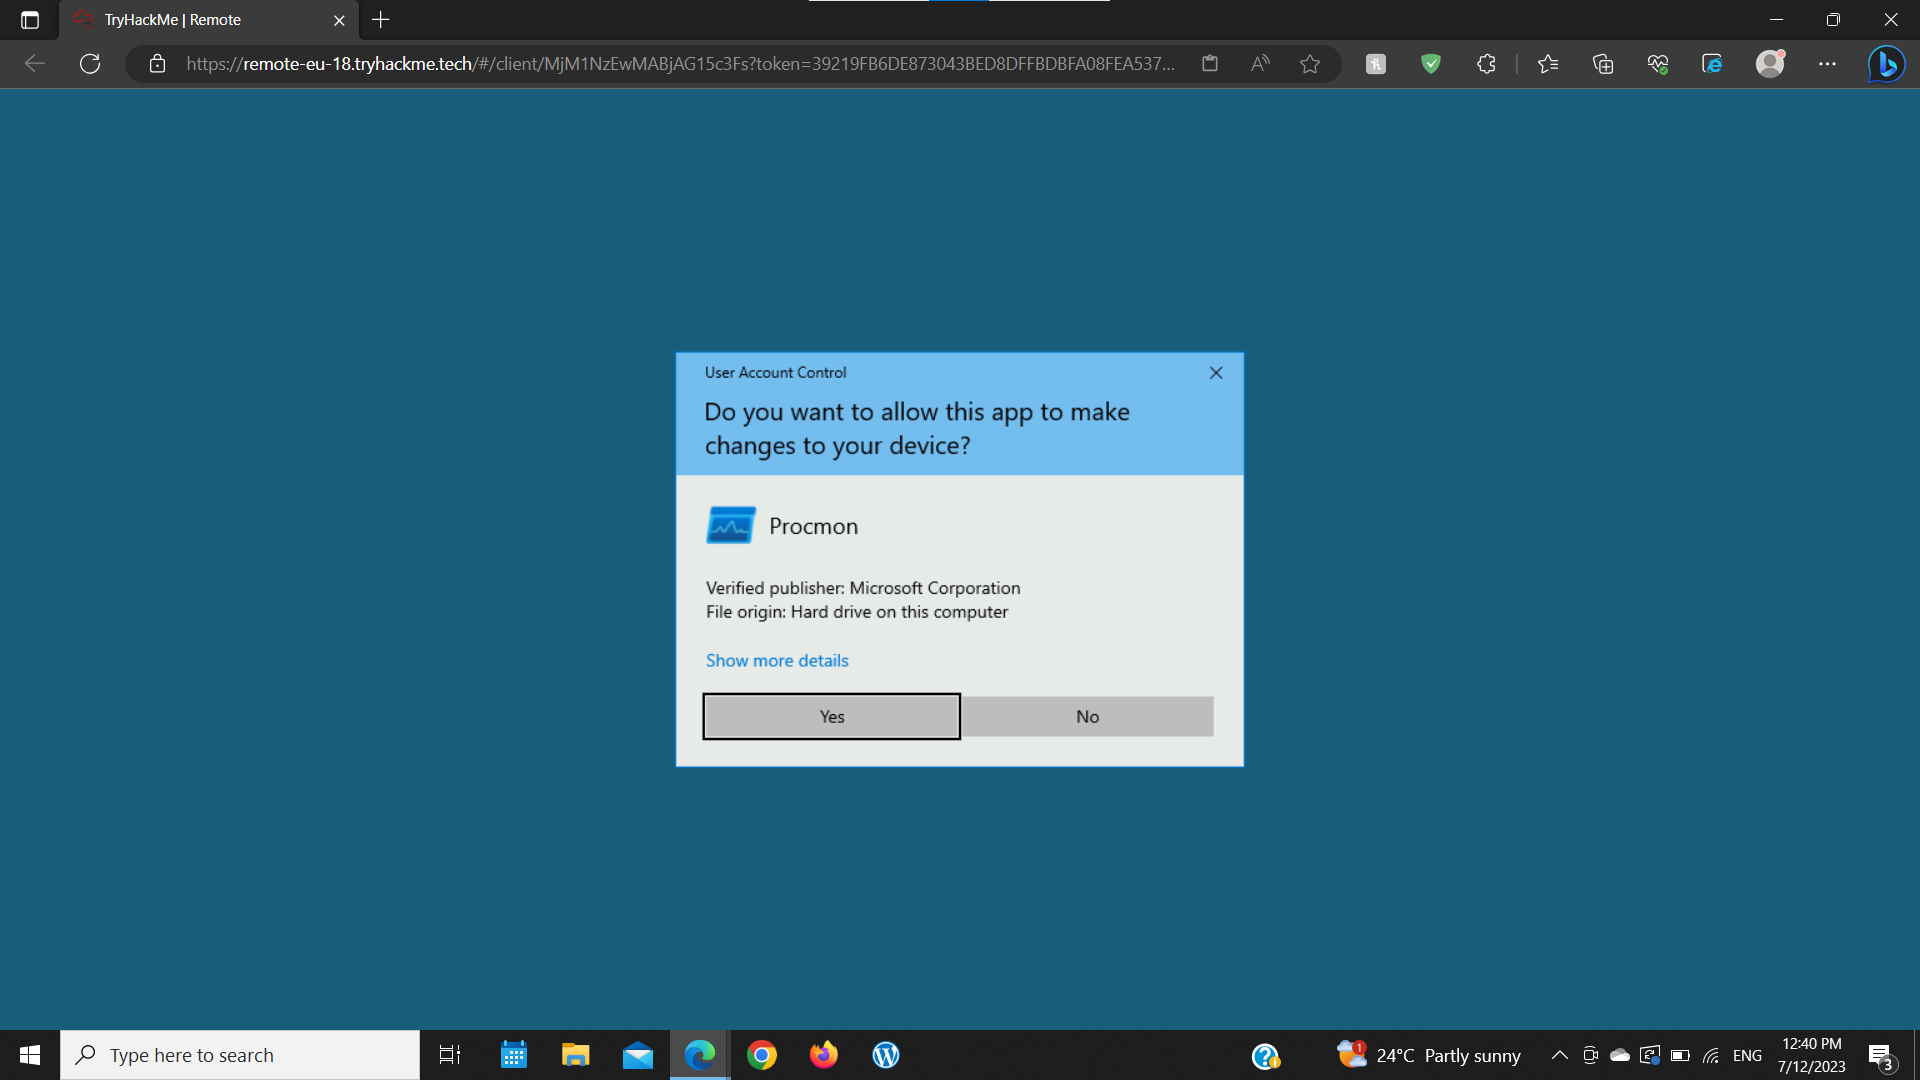 TryHackMe | Remote
https://remote-eu-18.tryhackme.tech/#/client/MjM1NzEwMABjAG15c3Fs?token=39219FB6DE873043BED8DFFBDBFA08FEA537...
User Account Control
Do you want to allow this app to make
changes to your device?
Procmon
Verified publisher: Microsoft Corporation
File origin: Hard drive on this computer
Show more details
Yes
No
Type here to search
1
24°C Partly sunny
ENG
12:40 PM
7/12/2023
3